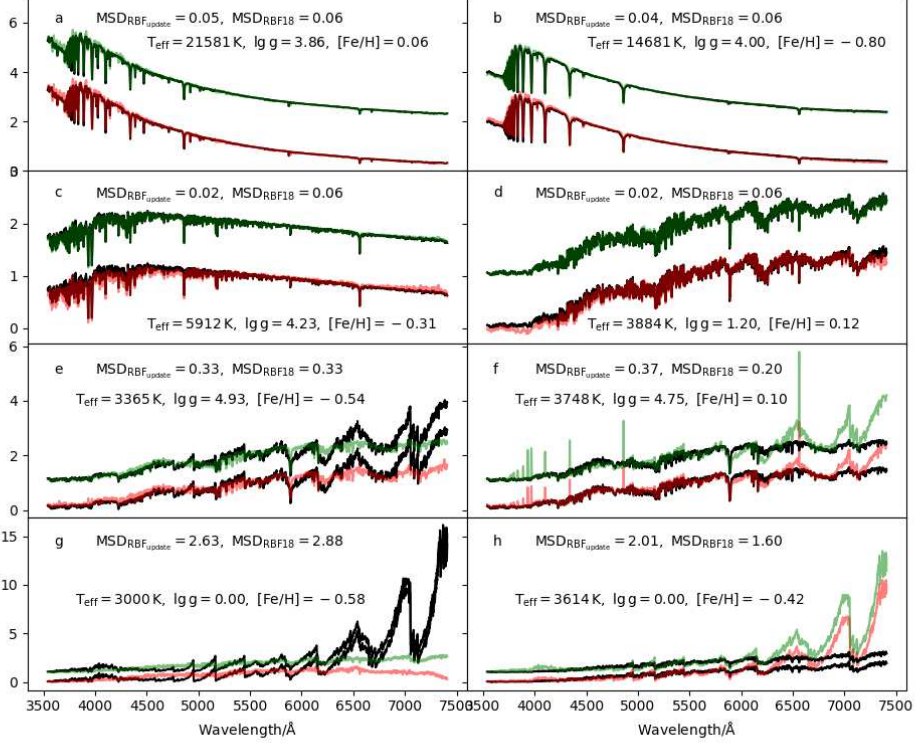 a MSD_RBF_update = 0.05, MSD_RBF18 = 0.06
T_eff = 21581 K, lg g = 3.86, [Fe/H] = 0.06
b MSD_RBF_update = 0.04, MSD_RBF18 = 0.06
T_eff = 14681 K, lg g = 4.00, [Fe/H] = − 0.80
6
4
2
0
c MSD_RBF_update = 0.02, MSD_RBF18 = 0.06
T_eff = 5912 K, lg g = 4.23, [Fe/H] = − 0.31
d MSD_RBF_update = 0.02, MSD_RBF18 = 0.06
T_eff = 3884 K, lg g = 1.20, [Fe/H] = 0.12
3
2
1
0
e MSD_RBF_update = 0.33, MSD_RBF18 = 0.33
T_eff = 3365 K, lg g = 4.93, [Fe/H] = − 0.54
f MSD_RBF_update = 0.37, MSD_RBF18 = 0.20
T_eff = 3748 K, lg g = 4.75, [Fe/H] = 0.10
6
4
2
0
g MSD_RBF_update = 2.63, MSD_RBF18 = 2.88
T_eff = 3000 K, lg g = 0.00, [Fe/H] = − 0.58
h MSD_RBF_update = 2.01, MSD_RBF18 = 1.60
T_eff = 3614 K, lg g = 0.00, [Fe/H] = − 0.42
15
10
5
0
3500 4000 4500 5000 5500 6000 6500 7000 7500
3500 4000 4500 5000 5500 6000 6500 7000 7500
Wavelength/Å
Wavelength/Å